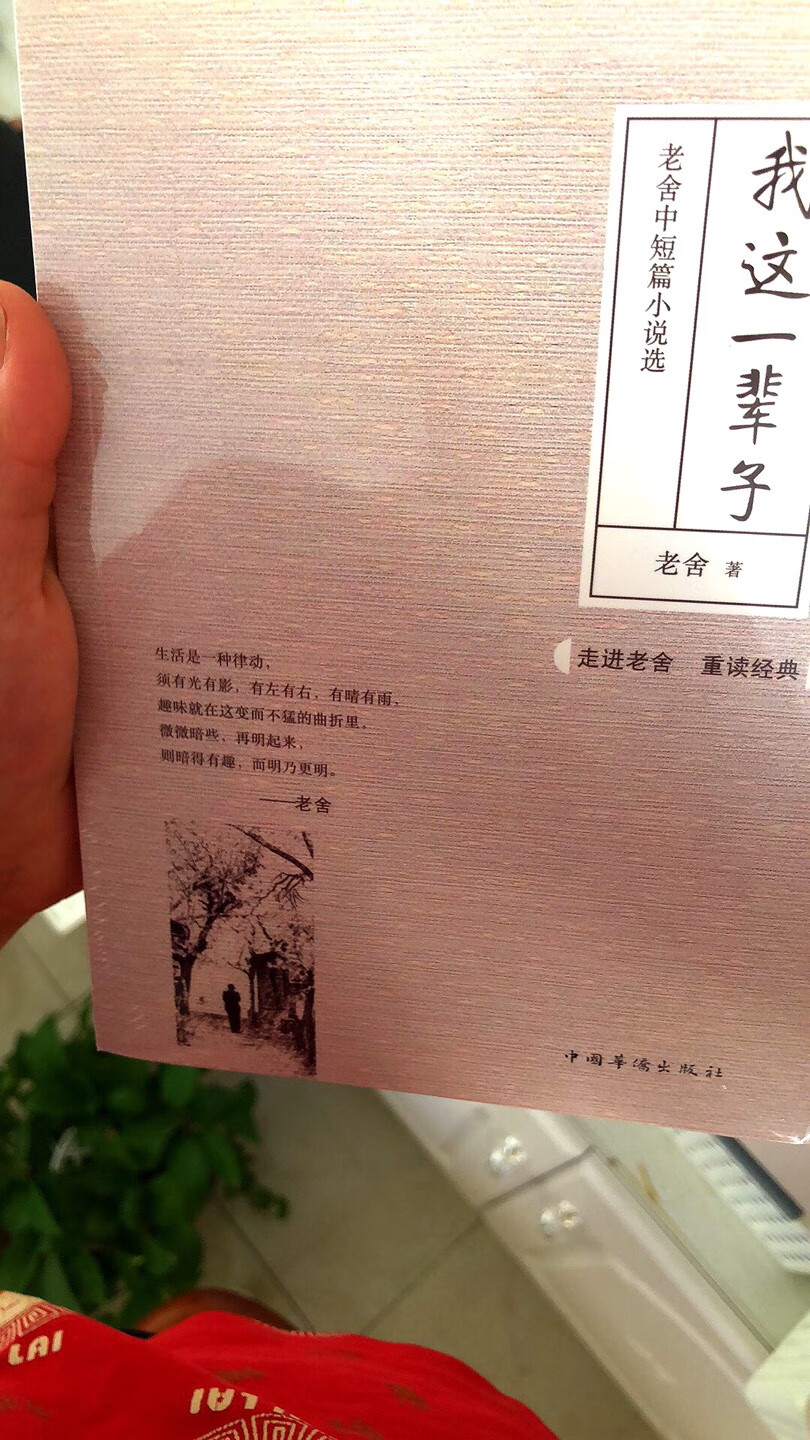 我这一辈子
老舍中短篇小说选
老舍 著
走进老舍 重读经典
生活是一种律动，
须有光有影，有左有右，有晴有雨，
趣味就在这变而不猛的曲折里。
微微暗些，再明起来，
则暗得有趣，而明乃更明。
——老舍
中国华侨出版社
LAI
LAI